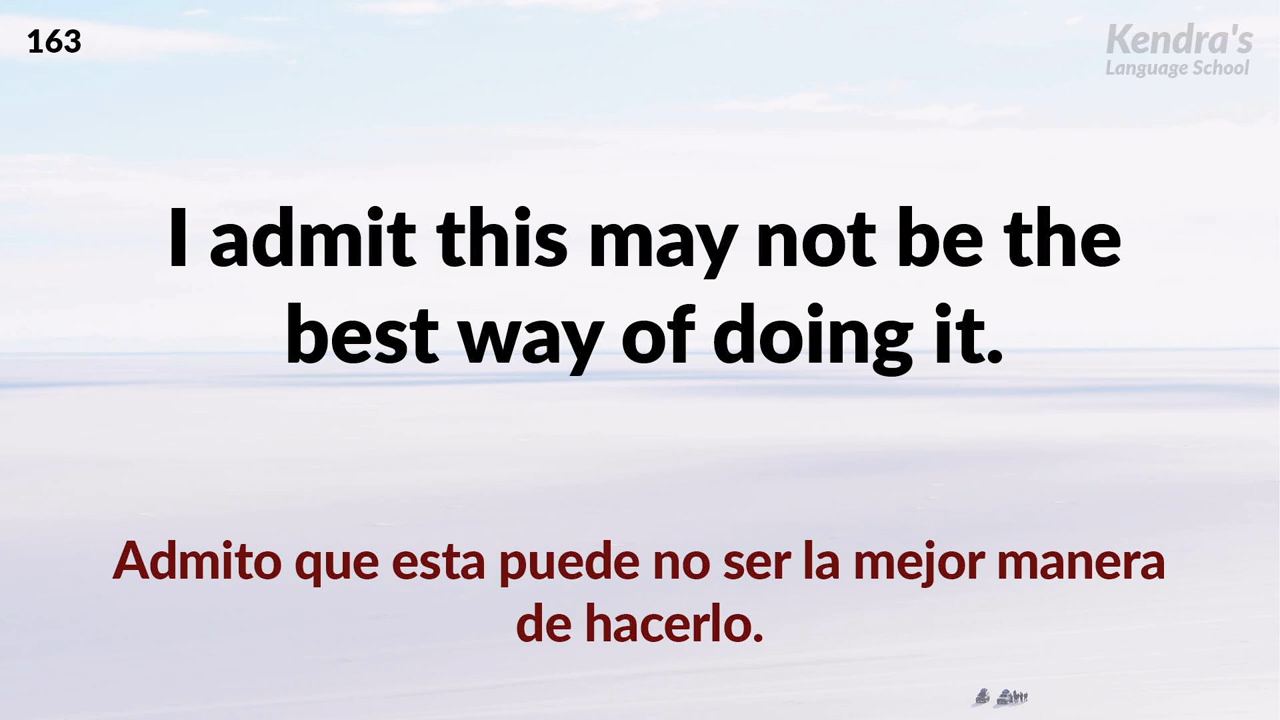 163
Kendra's
Language School
I admit this may not be the
best way of doing it.
Admito que esta puede no ser la mejor manera
de hacerlo.